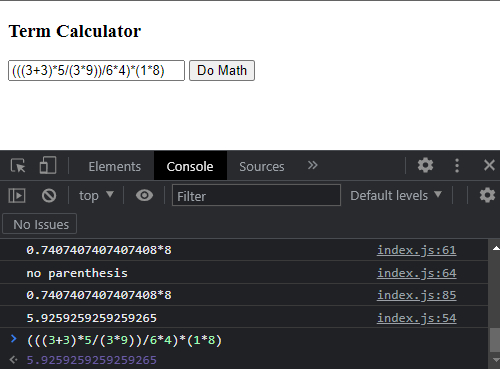 Term Calculator
(((3+3)*5/(3*9))/6*4)*(1*8) Do Math
Elements Console Sources »
top Filter Default levels
No Issues
0.7407407407407408*8 index.js:61
no parenthesis index.js:64
0.7407407407407408*8 index.js:85
5.9259259259259265 index.js:54
(((3+3)*5/(3*9))/6*4)*(1*8)
5.9259259259259265